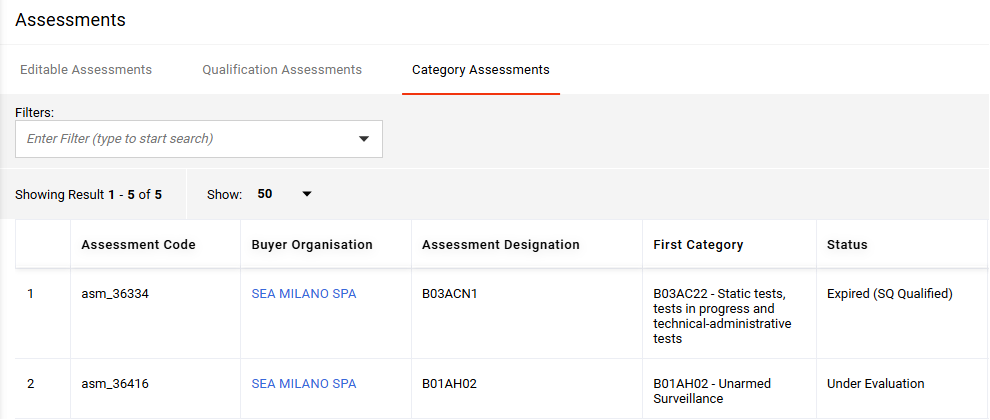 Assessments
Editable Assessments Qualification Assessments Category Assessments
Filters:
Enter Filter (type to start search)
Showing Result 1 - 5 of 5 Show: 50
Assessment Code Buyer Organisation Assessment Designation First Category Status
1 asm_36334 SEA MILANO SPA B03ACN1 B03AC22 - Static tests, Expired (SQ Qualified)
tests in progress and
technical-administrative
tests
2 asm_36416 SEA MILANO SPA B01AH02 B01AH02 - Unarmed Under Evaluation
Surveillance